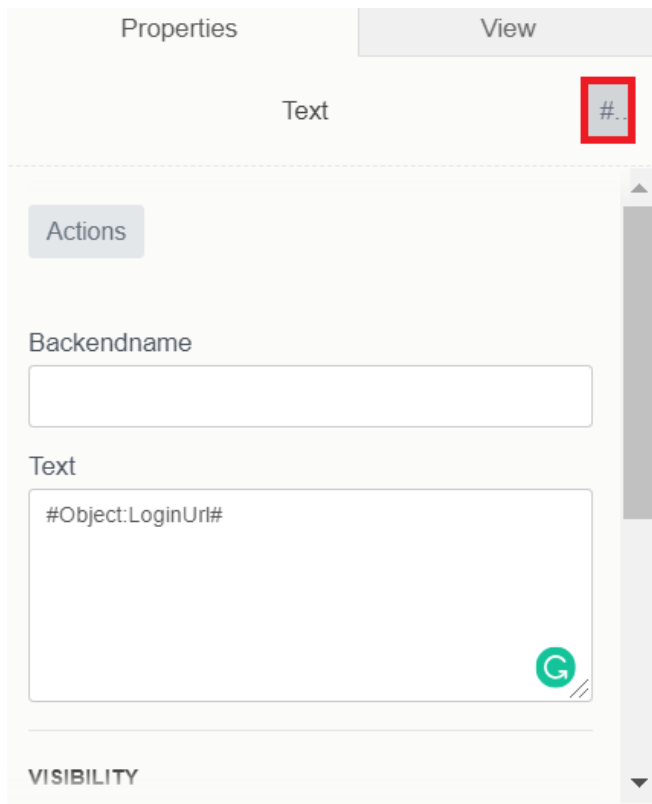 Properties View
Text #..
Actions
Backendname
Text
#Object:LoginUrl#
VISIBILITY